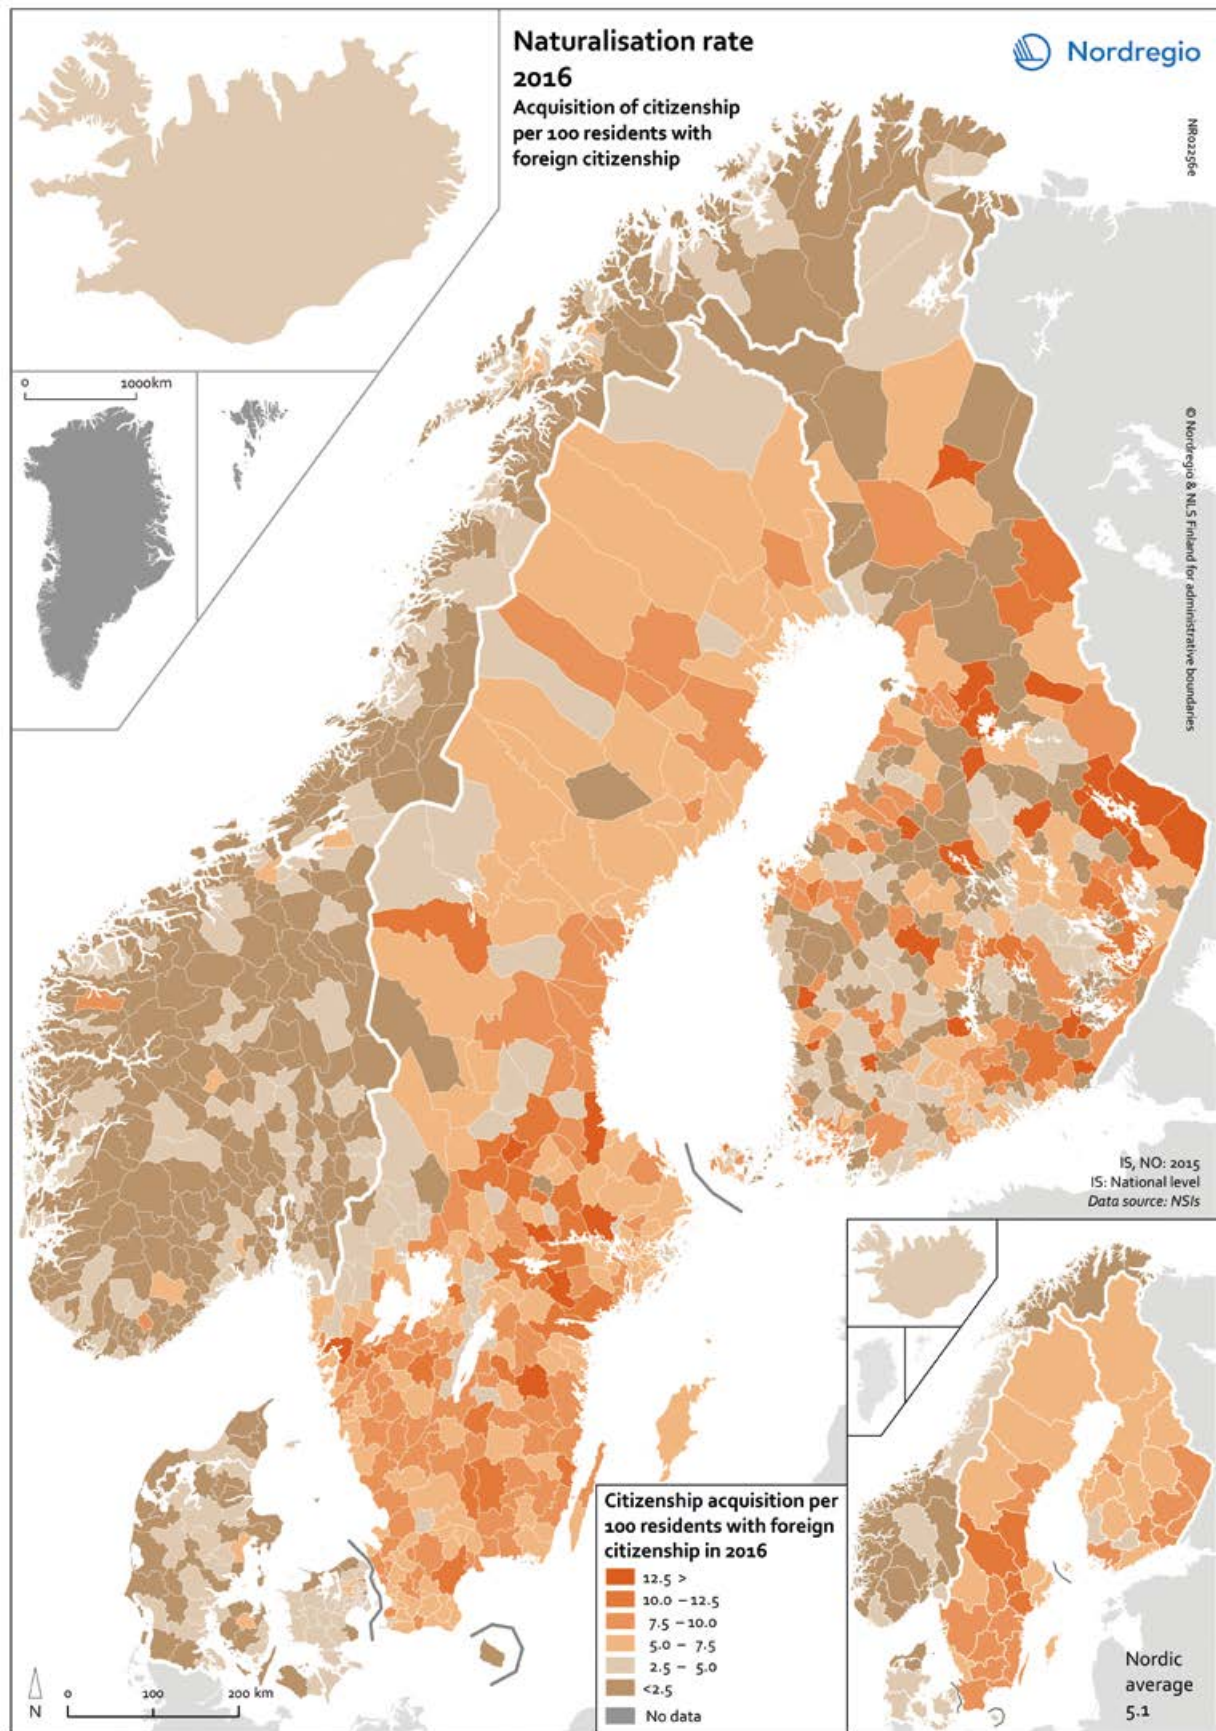 Naturalisation rate
2016
Acquisition of citizenship
per 100 residents with
foreign citizenship
Nordregio
NR02256e
0 1000km
© Nordregio & NLS Finland for administrative boundaries
IS, NO: 2015
IS: National level
Data source: NSIs
Citizenship acquisition per
100 residents with foreign
citizenship in 2016
12.5 >
10.0 – 12.5
7.5 – 10.0
5.0 – 7.5
2.5 – 5.0
<2.5
No data
Nordic
average
5.1
N
0 100 200 km